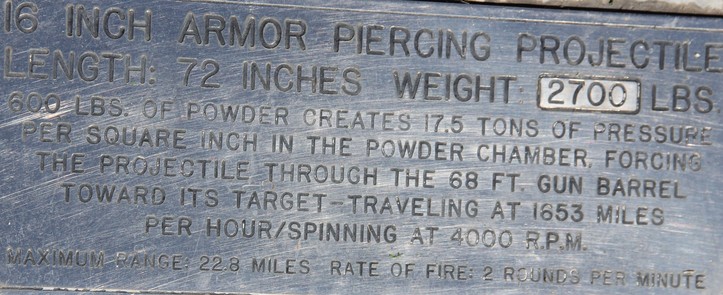 16 INCH ARMOR PIERCING PROJECTILE
LENGTH: 72 INCHES WEIGHT 2700 LBS
600 LBS. OF POWDER CREATES 17.5 TONS OF PRESSURE
PER SQUARE INCH IN THE POWDER CHAMBER, FORCING
THE PROJECTILE THROUGH THE 68 FT. GUN BARREL
TOWARD ITS TARGET-TRAVELING AT 1653 MILES
PER HOUR/SPINNING AT 4000 R.P.M.
MAXIMUM RANGE: 22.8 MILES RATE OF FIRE: 2 ROUNDS PER MINUTE